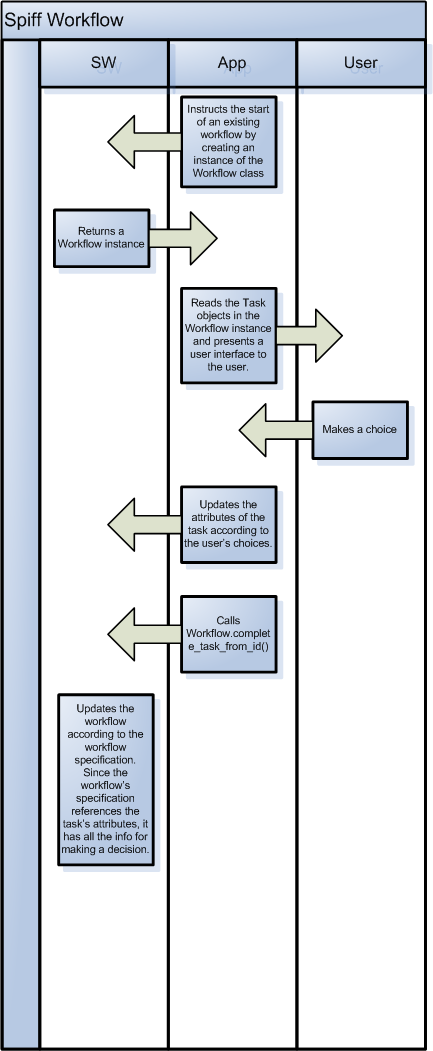 Spiff Workflow
SW
App
User
Instructs the start
of an existing
workflow by
creating an
instance of the
Workflow class
Returns a
Workflow instance
Reads the Task
objects in the
Workflow instance
and presents a
user interface to
the user.
Makes a choice
Updates the
attributes of the
task according to
the user's choices.
Calls
Workflow.complet
e_task_from_id()
Updates the
workflow
according to the
workflow
specification.
Since the
workflow's
specification
references the
task's attributes, it
has all the info for
making a decision.